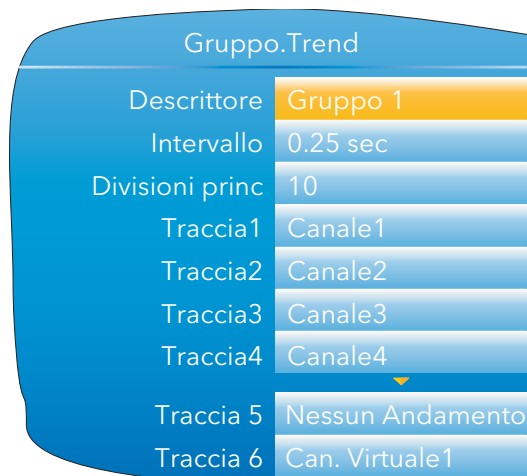 Gruppo.Trend
Descrittore Gruppo 1
Intervallo 0.25 sec
Divisioni princ 10
Traccia1 Canale1
Traccia2 Canale2
Traccia3 Canale3
Traccia4 Canale4
Traccia 5 Nessun Andamento
Traccia 6 Can. Virtuale1